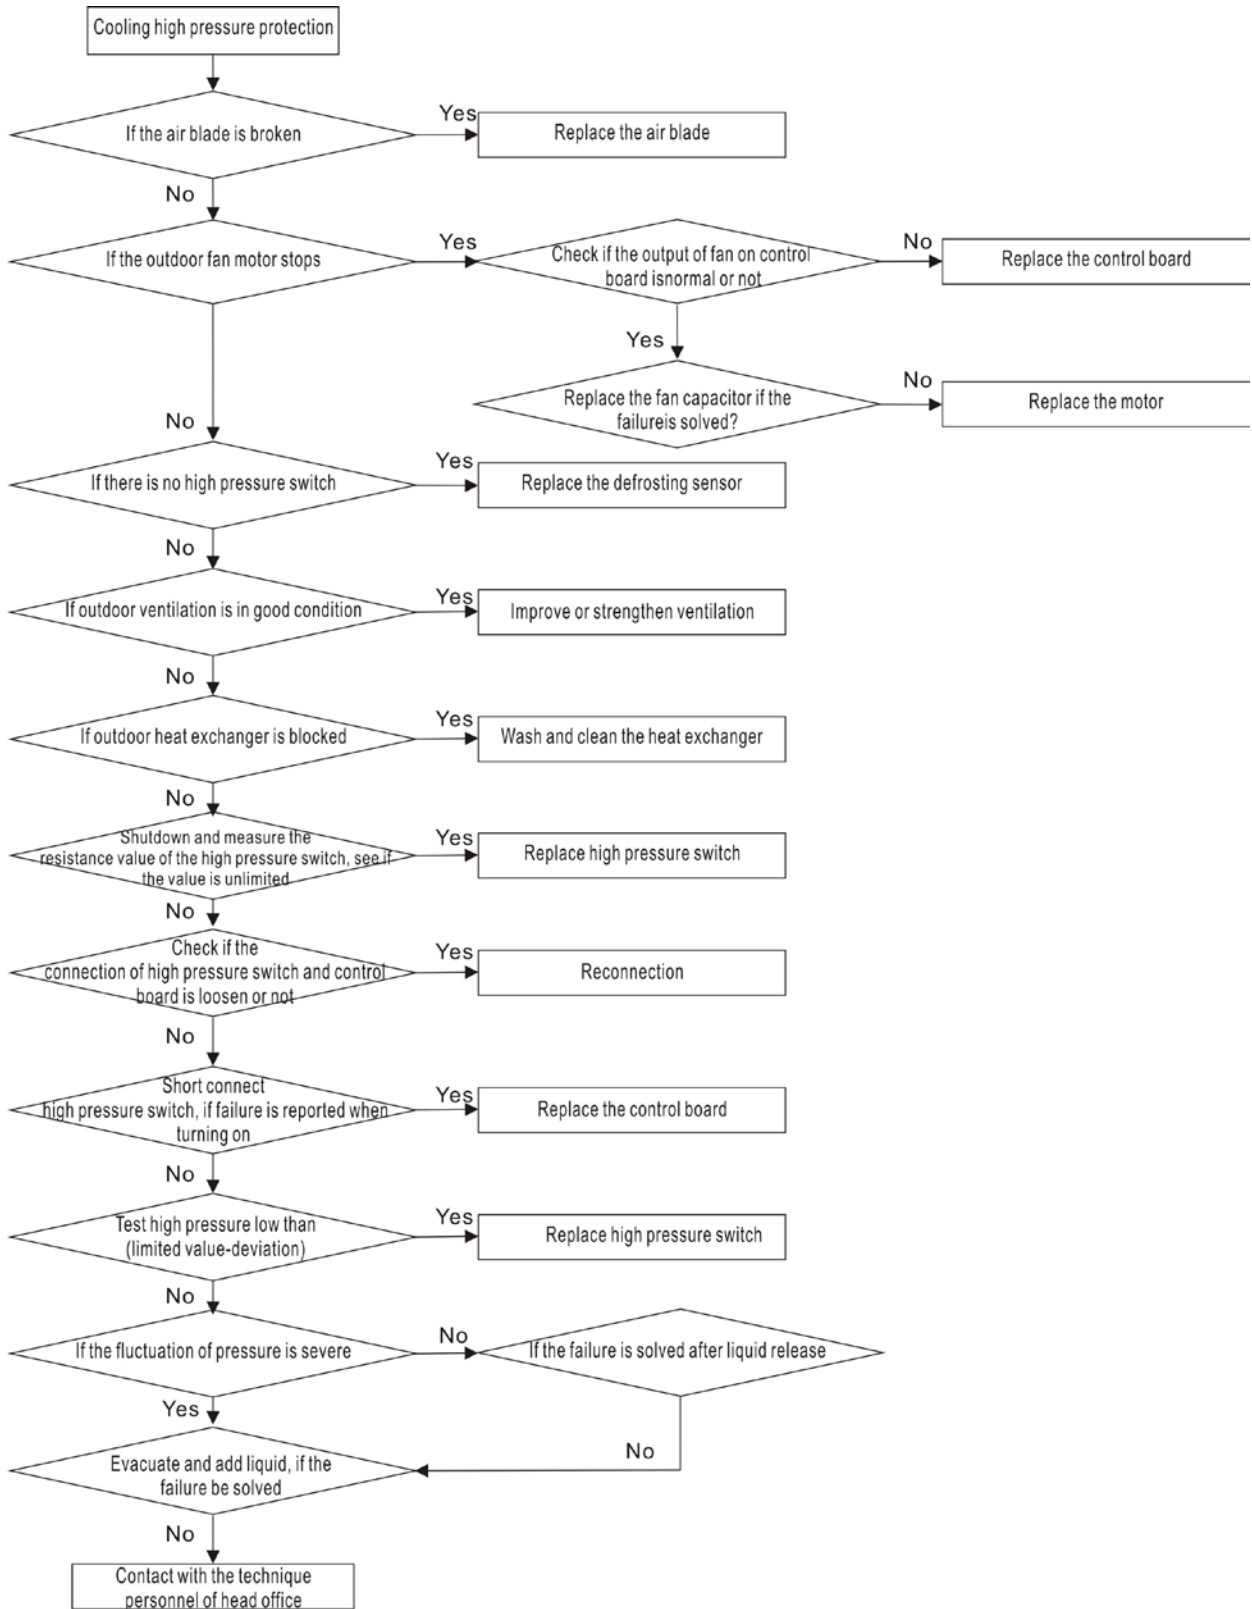 Cooling high pressure protection
If the air blade is broken
Yes
Replace the air blade
No
If the outdoor fan motor stops
Yes
Check if the output of fan on control
board isnormal or not
No
Replace the control board
Yes
Replace the fan capacitor if the
failureis solved?
No
Replace the motor
No
If there is no high pressure switch
Yes
Replace the defrosting sensor
No
If outdoor ventilation is in good condition
Yes
Improve or strengthen ventilation
No
If outdoor heat exchanger is blocked
Yes
Wash and clean the heat exchanger
No
Shutdown and measure the
resistance value of the high pressure switch, see if
the value is unlimited
Yes
Replace high pressure switch
No
Check if the
connection of high pressure switch and control
board is loosen or not
Yes
Reconnection
No
Short connect
high pressure switch, if failure is reported when
turning on
Yes
Replace the control board
No
Test high pressure low than
(limited value-deviation)
Yes
Replace high pressure switch
No
If the fluctuation of pressure is severe
No
If the failure is solved after liquid release
Yes
No
Evacuate and add liquid, if the
failure be solved
No
Contact with the technique
personnel of head office